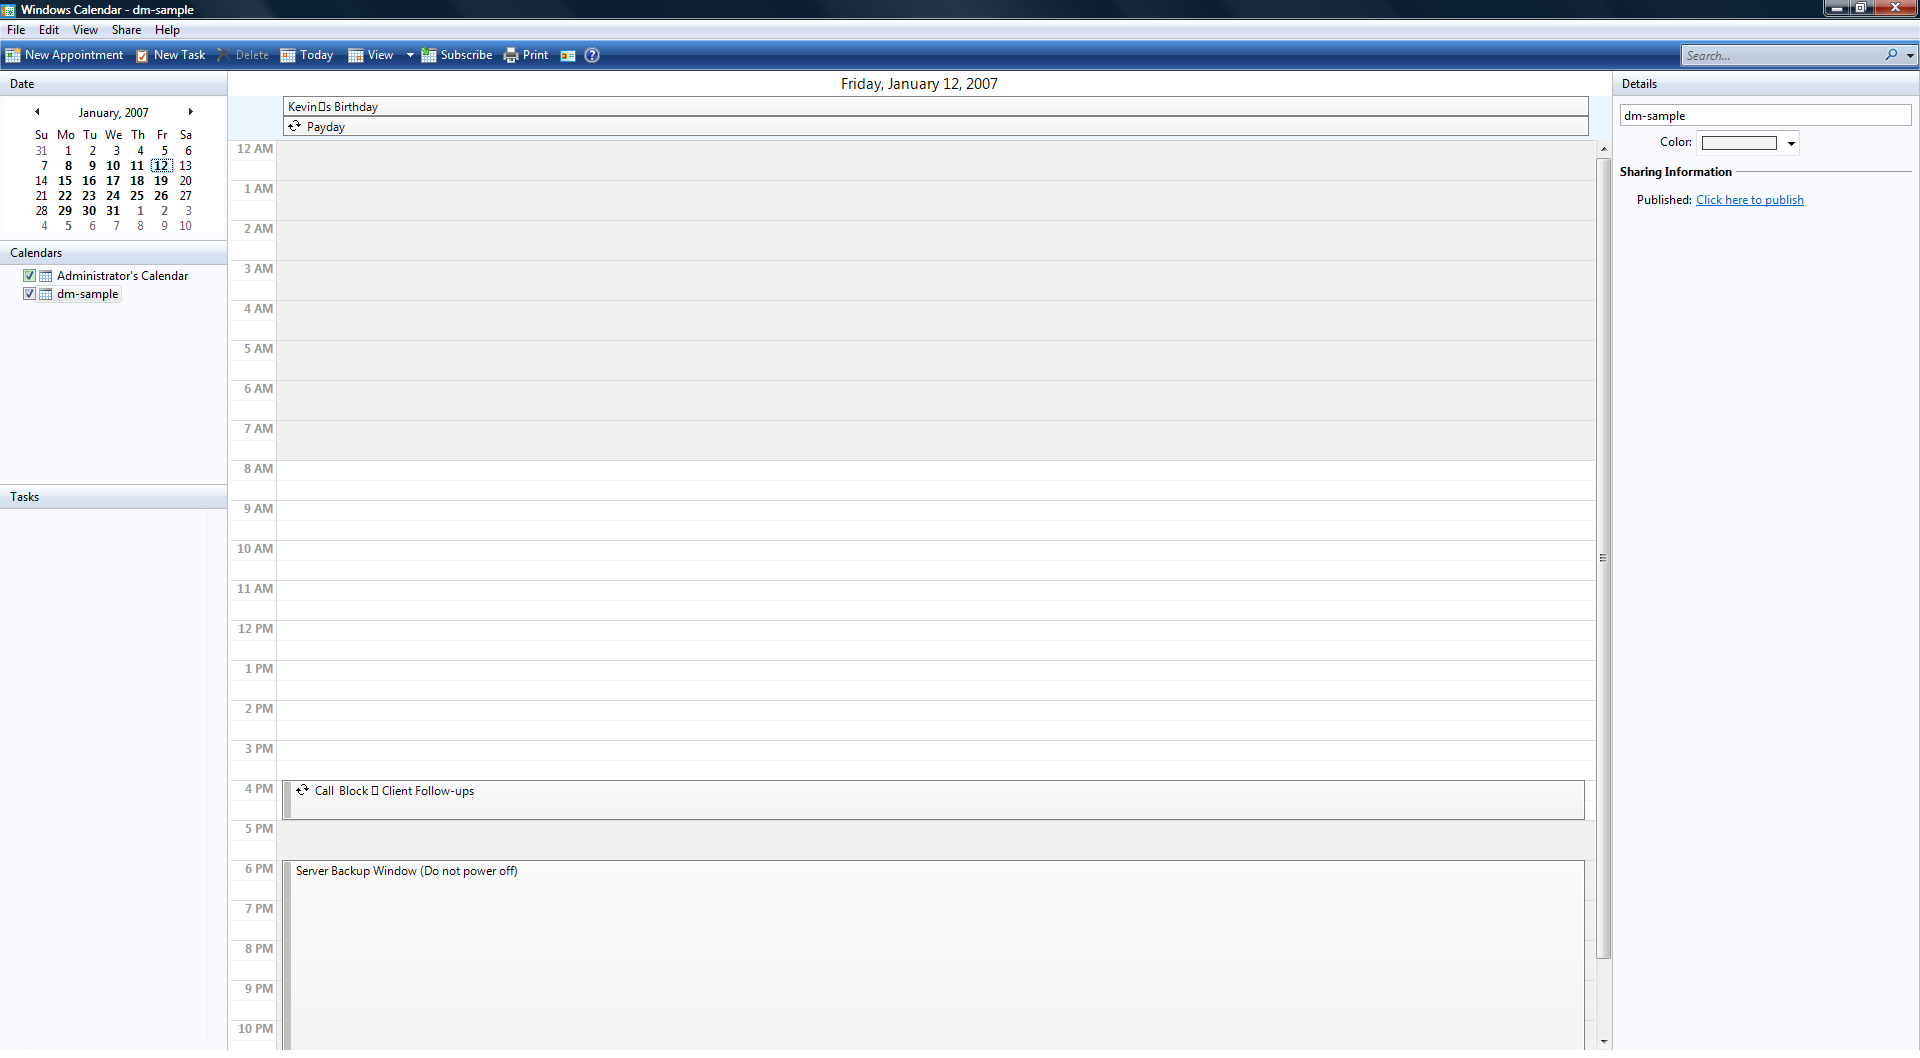 Windows Calendar - dm-sample
File Edit View Share Help
New Appointment New Task Delete Today View Subscribe Print Search...
Date
January, 2007
Su Mo Tu We Th Fr Sa
31 1 2 3 4 5 6
7 8 9 10 11 12 13
14 15 16 17 18 19 20
21 22 23 24 25 26 27
28 29 30 31 1 2 3
4 5 6 7 8 9 10
Calendars
Administrator's Calendar
dm-sample
Tasks
Friday, January 12, 2007
Kevin▯s Birthday
Payday
12 AM
1 AM
2 AM
3 AM
4 AM
5 AM
6 AM
7 AM
8 AM
9 AM
10 AM
11 AM
12 PM
1 PM
2 PM
3 PM
4 PM Call Block ▯ Client Follow-ups
5 PM
6 PM Server Backup Window (Do not power off)
7 PM
8 PM
9 PM
10 PM
Details
dm-sample
Color:
Sharing Information
Published: Click here to publish